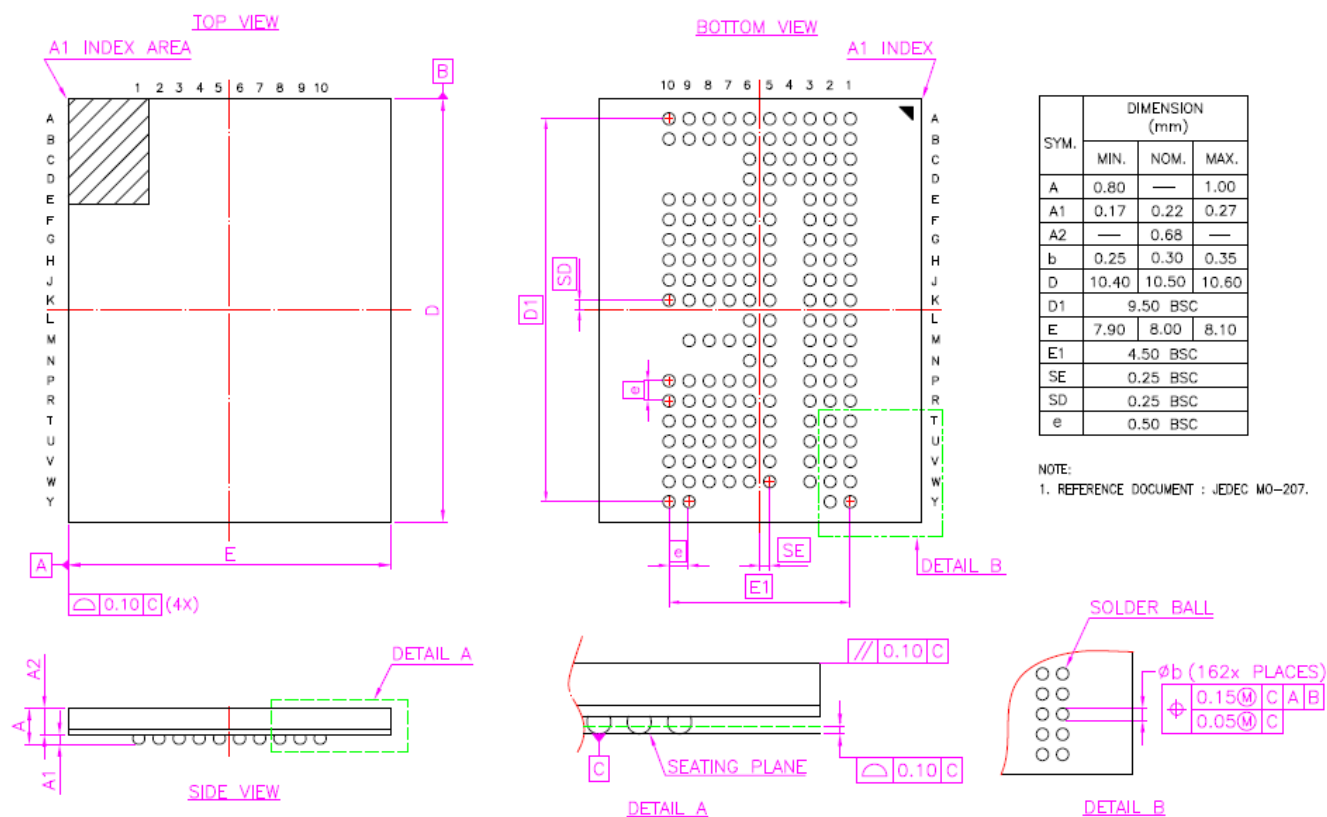 TOP VIEW
A1 INDEX AREA
B
1 2 3 4 5 6 7 8 9 10
A
B
C
D
E
F
G
H
J
K
L
M
N
P
R
T
U
V
W
Y
D
E
A
0.10 C (4X)
BOTTOM VIEW
A1 INDEX
10 9 8 7 6 5 4 3 2 1
A
B
C
D
E
F
G
H
J
K
L
M
N
P
R
T
U
V
W
Y
SD
D1
e
e
SE
E1
DETAIL B
SYM.
DIMENSION
(mm)
MIN. NOM. MAX.
A 0.80 — 1.00
A1 0.17 0.22 0.27
A2 — 0.68 —
b 0.25 0.30 0.35
D 10.40 10.50 10.60
D1 9.50 BSC
E 7.90 8.00 8.10
E1 4.50 BSC
SE 0.25 BSC
SD 0.25 BSC
e 0.50 BSC
NOTE:
1. REFERENCE DOCUMENT : JEDEC MO-207.
A2
A
A1
DETAIL A
SIDE VIEW
// 0.10 C
C
SEATING PLANE
0.10 C
DETAIL A
SOLDER BALL
Øb (162x PLACES)
⌖ 0.15Ⓜ C A B
0.05Ⓜ C
DETAIL B